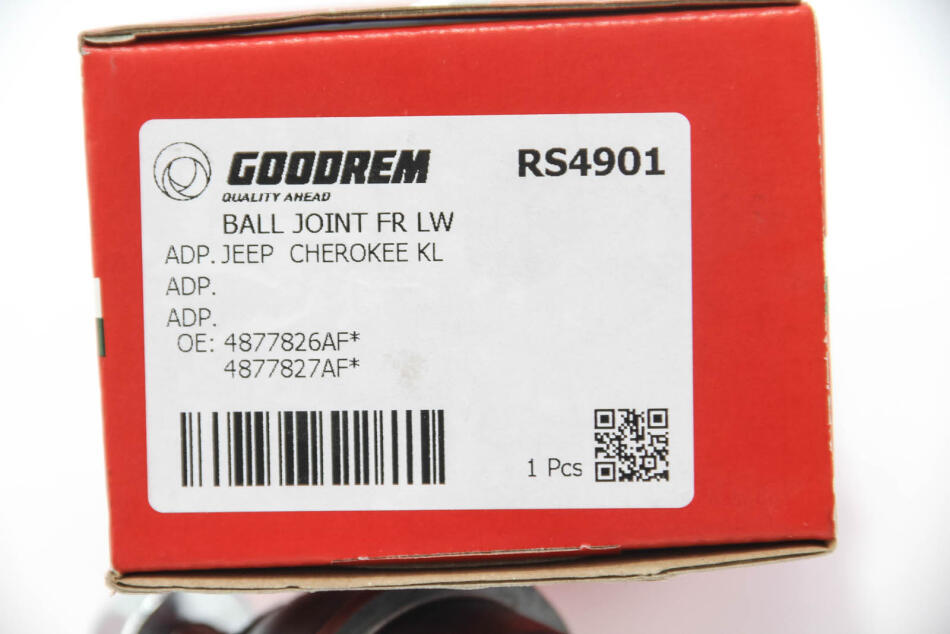 GOODREM
QUALITY AHEAD
RS4901
BALL JOINT FR LW
ADP. JEEP CHEROKEE KL
ADP.
ADP.
OE: 4877826AF*
4877827AF*
1 Pcs